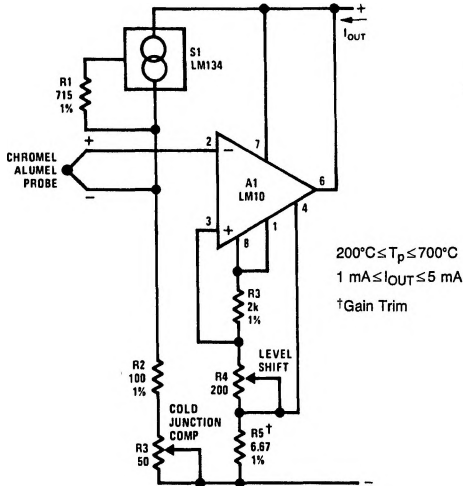 +
IOUT
S1
LM134
R1
715
1%
+
CHROMEL
ALUMEL
PROBE
−
2
−
7
A1
LM10
6
3
+
8
1
4
200°C≤Tp≤700°C
1 mA≤IOUT≤5 mA
†Gain Trim
R3
2k
1%
LEVEL
SHIFT
R4
200
R2
100
1%
COLD
JUNCTION
COMP
R3
50
R5†
6.67
1%
−